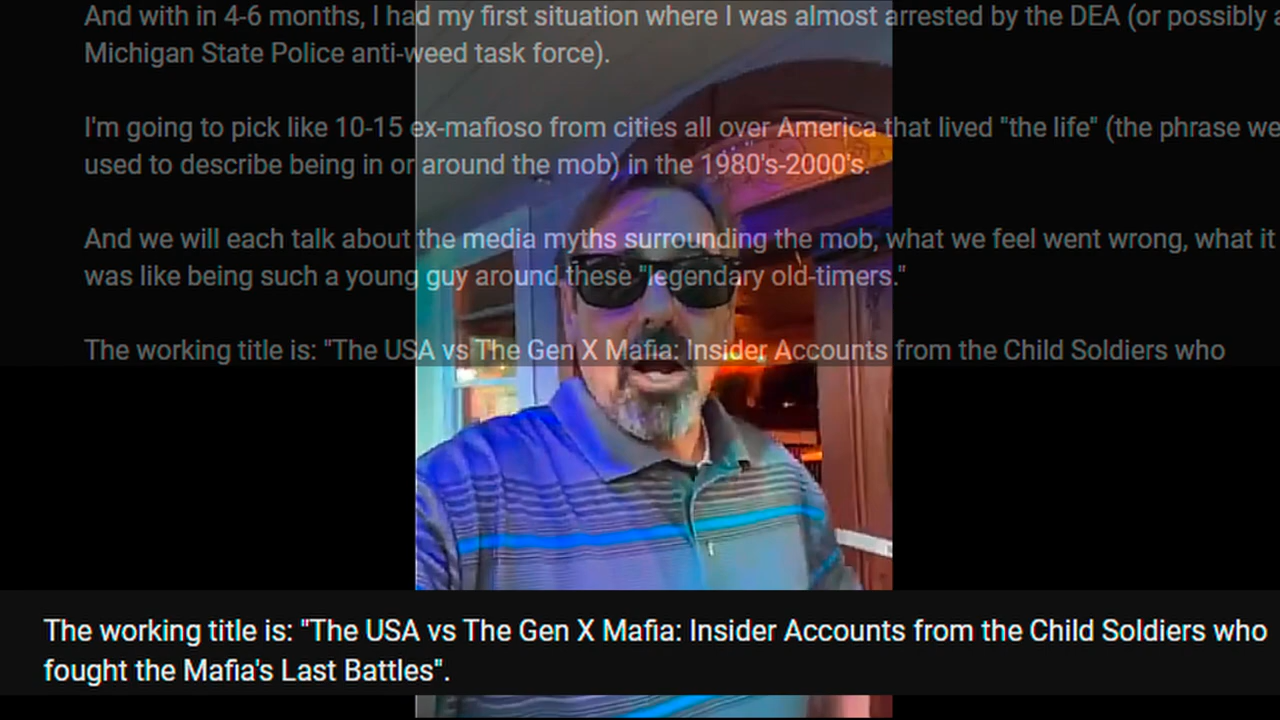 And with in 4-6 months, I had my first situation where I was almost arrested by the DEA (or possibly a
Michigan State Police anti-weed task force).
I'm going to pick like 10-15 ex-mafioso from cities all over America that lived "the life" (the phrase we
used to describe being in or around the mob) in the 1980's-2000's.
And we will each talk about the media myths surrounding the mob, what we feel went wrong, what it
was like being such a young guy around these "legendary old-timers."
The working title is: "The USA vs The Gen X Mafia: Insider Accounts from the Child Soldiers who
The working title is: "The USA vs The Gen X Mafia: Insider Accounts from the Child Soldiers who
fought the Mafia's Last Battles".